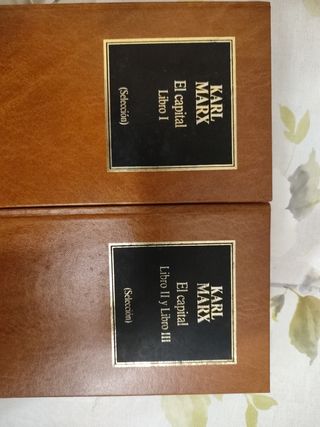 KARL
MARX
El capital
Libro I
(Selección)
KARL
MARX
El capital
Libro II y Libro III
(Selección)